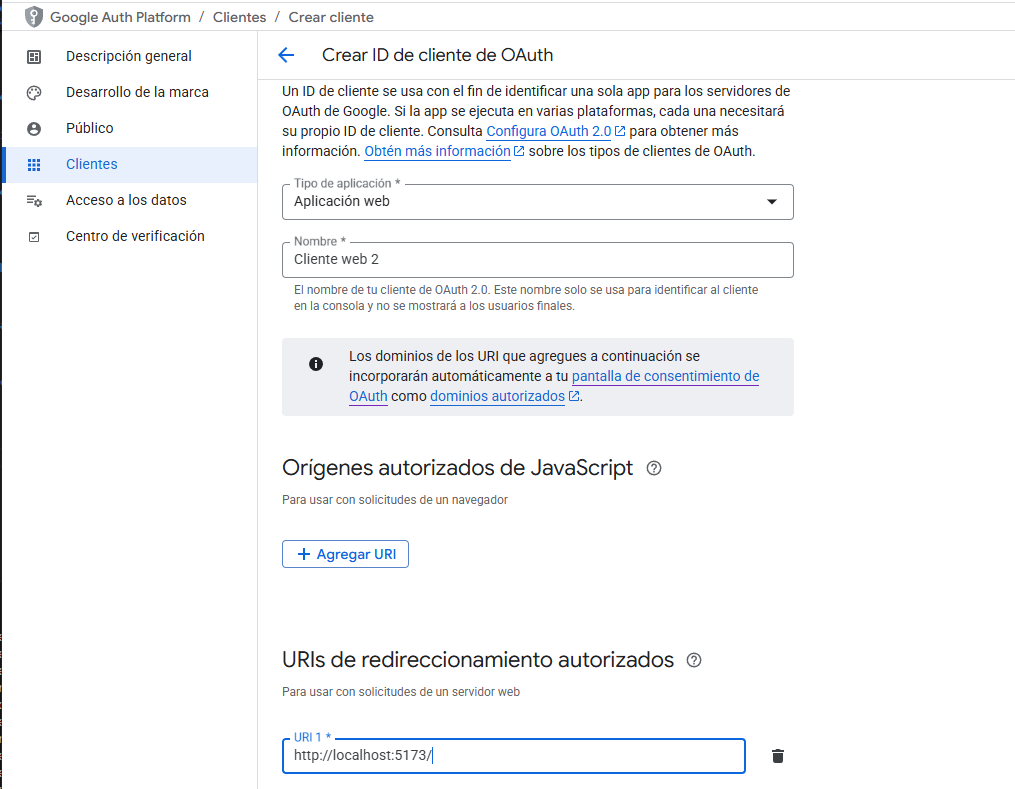 Google Auth Platform / Clientes / Crear cliente
Descripción general
Desarrollo de la marca
Público
Clientes
Acceso a los datos
Centro de verificación
Crear ID de cliente de OAuth
Un ID de cliente se usa con el fin de identificar una sola app para los servidores de
OAuth de Google. Si la app se ejecuta en varias plataformas, cada una necesitará
su propio ID de cliente. Consulta Configura OAuth 2.0 para obtener más
información. Obtén más información sobre los tipos de clientes de OAuth.
Tipo de aplicación *
Aplicación web
Nombre *
Cliente web 2
El nombre de tu cliente de OAuth 2.0. Este nombre solo se usa para identificar al cliente
en la consola y no se mostrará a los usuarios finales.
Los dominios de los URI que agregues a continuación se
incorporarán automáticamente a tu pantalla de consentimiento de
OAuth como dominios autorizados.
Orígenes autorizados de JavaScript
Para usar con solicitudes de un navegador
+ Agregar URI
URIs de redireccionamiento autorizados
Para usar con solicitudes de un servidor web
URI 1 *
http://localhost:5173/